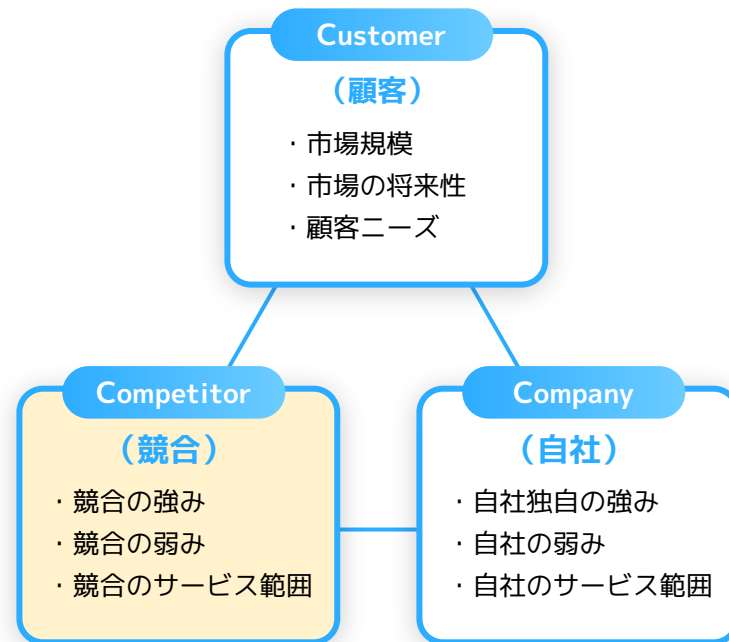 Customer
（顧客）
・市場規模
・市場の将来性
・顧客ニーズ
Competitor
（競合）
・競合の強み
・競合の弱み
・競合のサービス範囲
Company
（自社）
・自社独自の強み
・自社の弱み
・自社のサービス範囲